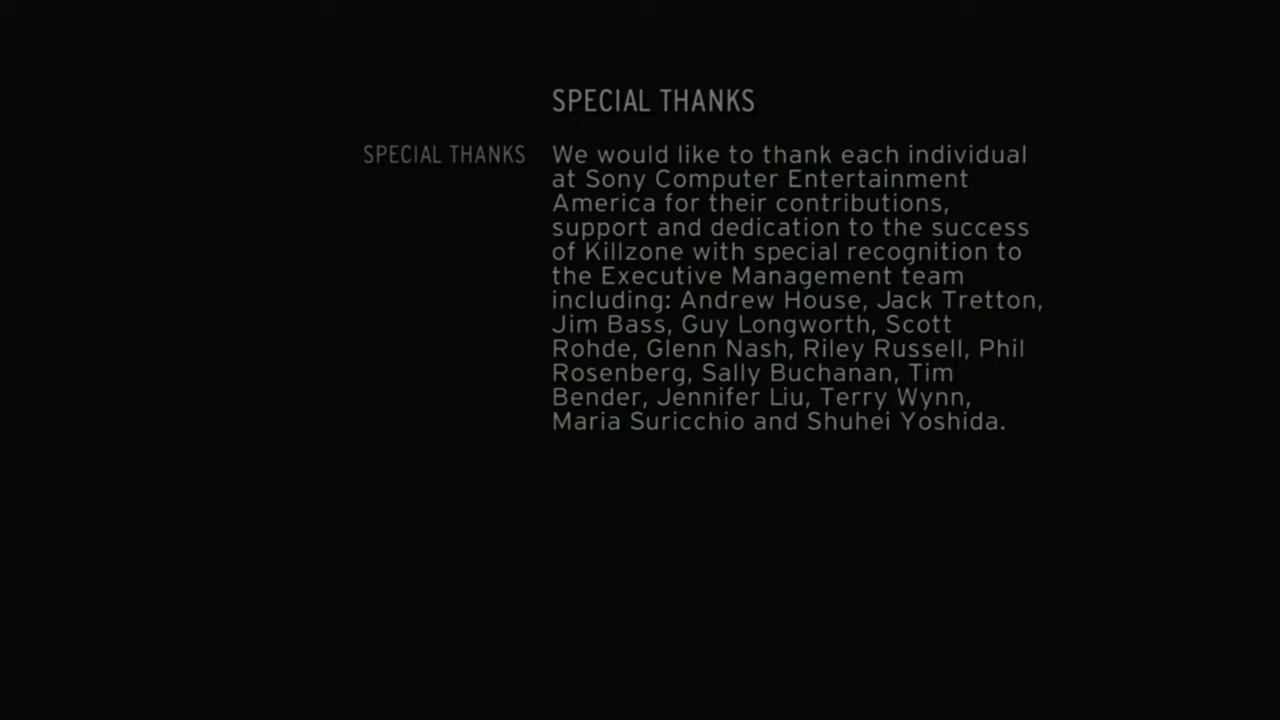 SPECIAL THANKS
SPECIAL THANKS We would like to thank each individual
at Sony Computer Entertainment
America for their contributions,
support and dedication to the success
of Killzone with special recognition to
the Executive Management team
including: Andrew House, Jack Tretton,
Jim Bass, Guy Longworth, Scott
Rohde, Glenn Nash, Riley Russell, Phil
Rosenberg, Sally Buchanan, Tim
Bender, Jennifer Liu, Terry Wynn,
Maria Suricchio and Shuhei Yoshida.